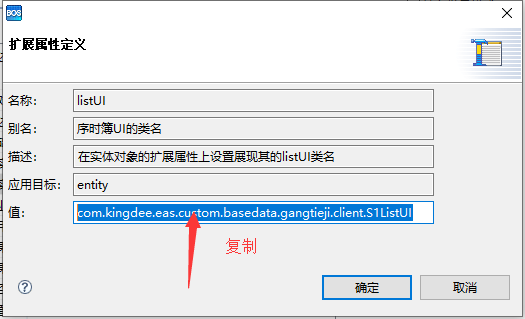 BOS
扩展属性定义
名称: listUI
别名: 序时簿UI的类名
描述: 在实体对象的扩展属性上设置展现其的listUI类名
应用目标: entity
值: com.kingdee.eas.custom.basedata.gangtieji.client.S1ListUI
复制
?
确定 取消